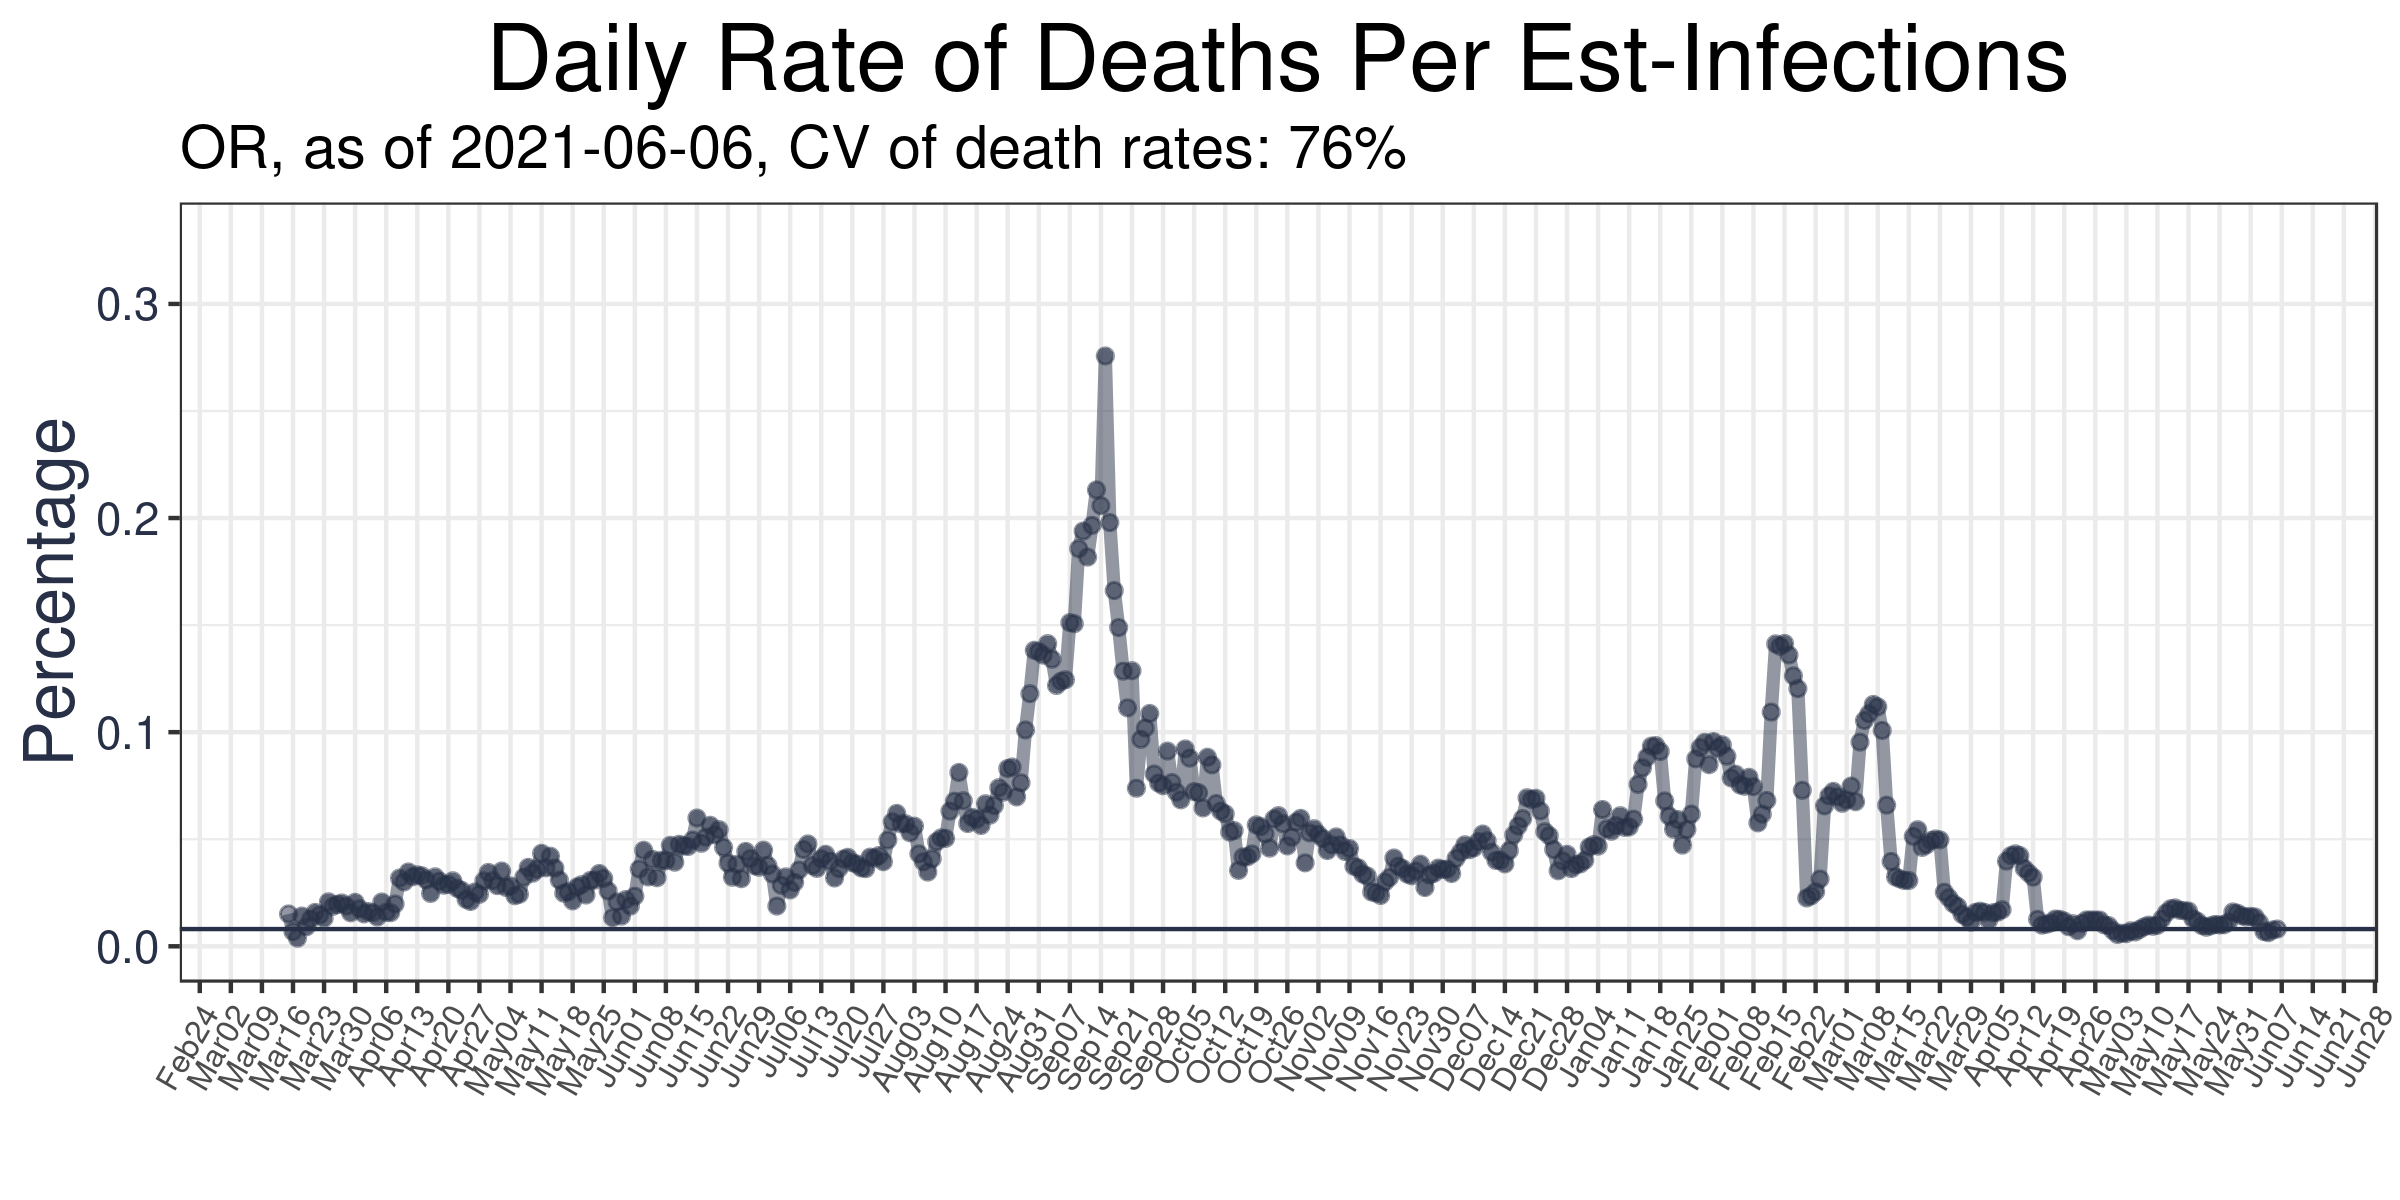 Daily Rate of Deaths Per Est-Infections
OR, as of 2021-06-06, CV of death rates: 76%
Percentage
0.3
0.2
0.1
0.0
Feb24
Mar02
Mar09
Mar16
Mar23
Mar30
Apr06
Apr13
Apr20
Apr27
May04
May11
May18
May25
Jun01
Jun08
Jun15
Jun22
Jun29
Jul06
Jul13
Jul20
Jul27
Aug03
Aug10
Aug17
Aug24
Aug31
Sep07
Sep14
Sep21
Sep28
Oct05
Oct12
Oct19
Oct26
Nov02
Nov09
Nov16
Nov23
Nov30
Dec07
Dec14
Dec21
Dec28
Jan04
Jan11
Jan18
Jan25
Feb01
Feb08
Feb15
Feb22
Mar01
Mar08
Mar15
Mar22
Mar29
Apr05
Apr12
Apr19
Apr26
May03
May10
May17
May24
May31
Jun07
Jun14
Jun21
Jun28